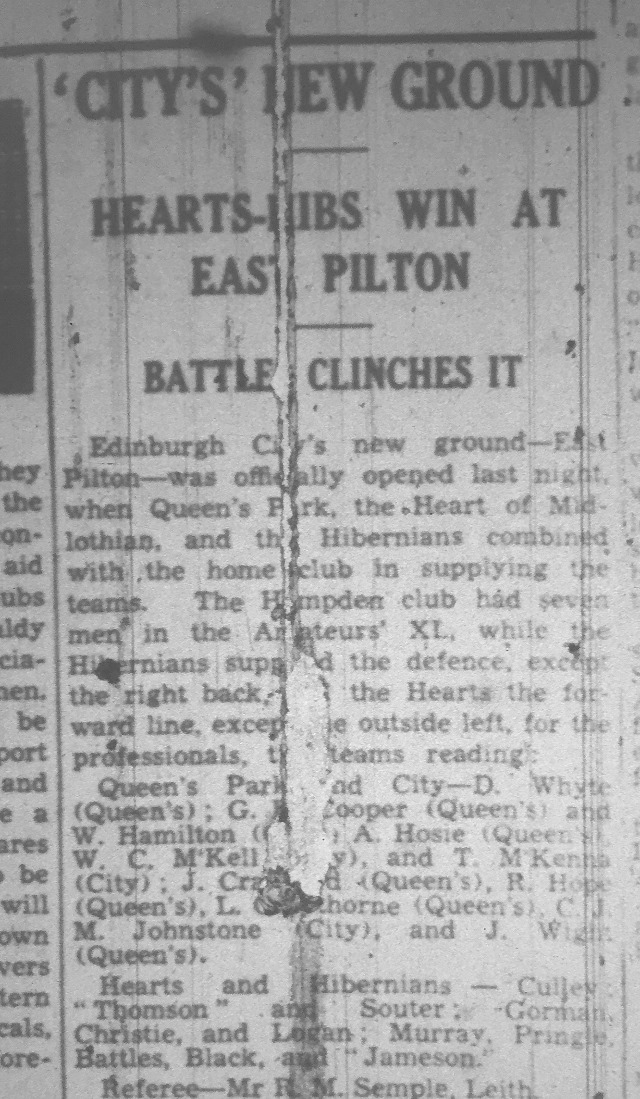 'CITY'S' NEW GROUND
HEARTS-HIBS WIN AT
EAST PILTON
BATTLE CLINCHES IT
Edinburgh City's new ground—East
Pilton—was officially opened last night,
when Queen's Park, the Heart of Mid-
lothian, and the Hibernians combined
with the home club in supplying the
teams. The Hampden club had seven
men in the Amateurs' XI., while the
Hibernians supplied the defence, except
the right back, the Hearts the for-
ward line, except the outside left, for the
professionals, the teams reading:
Queen's Park and City—D. Whyte
(Queen's); G. Cooper (Queen's) and
W. Hamilton A. Hosie (Queen's),
W. C. M'Kell and T. M'Kenna
(City); J. (Queen's), R. Hope
(Queen's), L. C. J.
M. Johnstone (City), and J. Wight
(Queen's).
Hearts and Hibernians — Culley;
"Thomson" and Souter; Gorman,
Christie, and Logan; Murray, Pringle,
Battles, Black, and "Jameson."
Referee—Mr R. M. Semple, Leith.
hey
the
on-
aid
ubs
aldy
cia-
men.
be
port
and
e a
ares
be
will
own
vers
tern
cals,
ore-